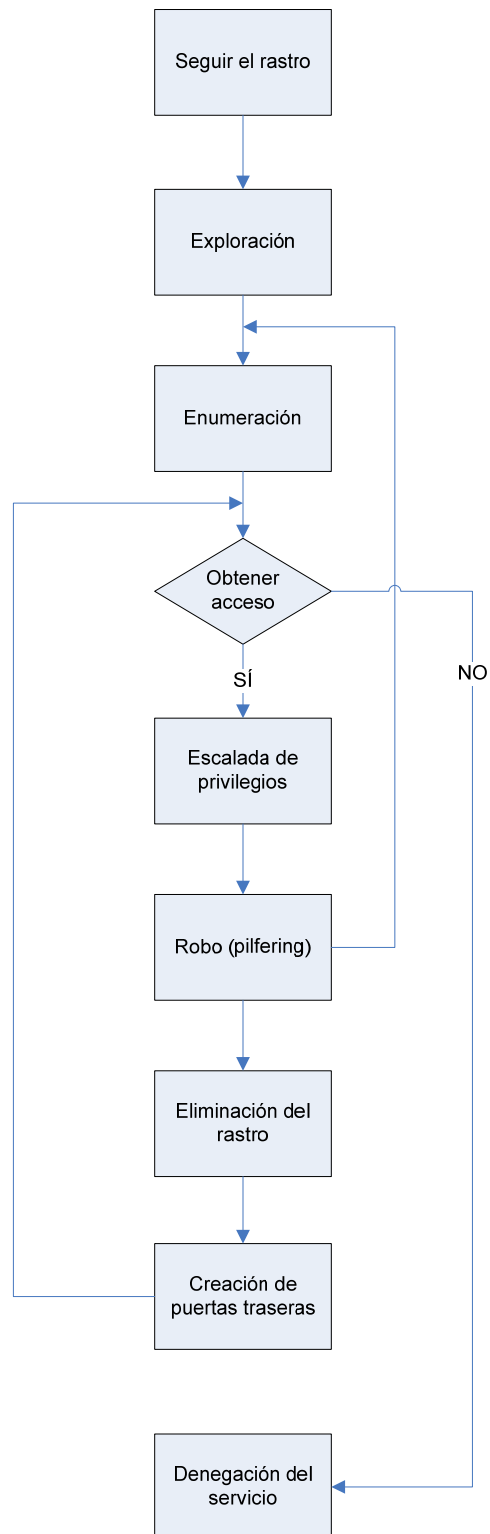 Seguir el rastro
Exploración
Enumeración
Obtener
acceso
SÍ
NO
Escalada de
privilegios
Robo (pilfering)
Eliminación del
rastro
Creación de
puertas traseras
Denegación del
servicio